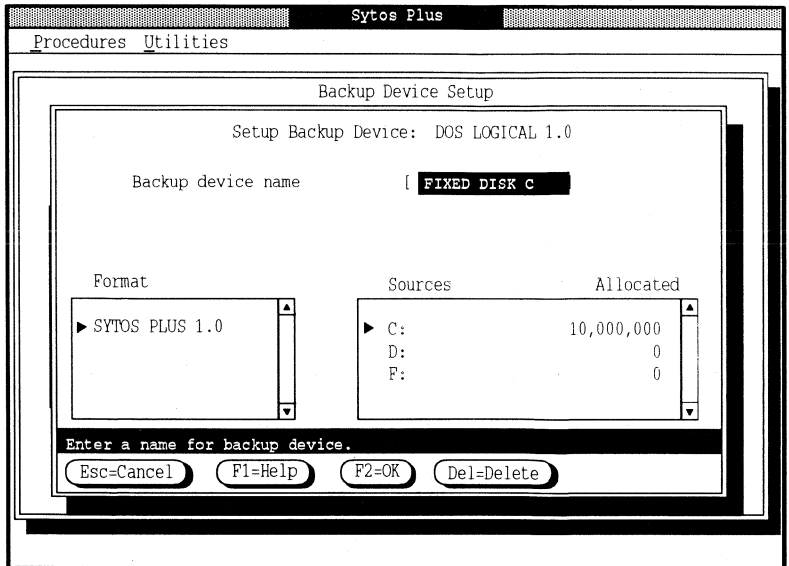 Sytos Plus
Procedures Utilities
Backup Device Setup
Setup Backup Device: DOS LOGICAL 1.0
Backup device name [ FIXED DISK C
Format
Sources Allocated
▶ SYTOS PLUS 1.0
▶ C: 10,000,000
D: 0
F: 0
Enter a name for backup device.
Esc=Cancel F1=Help F2=OK Del=Delete